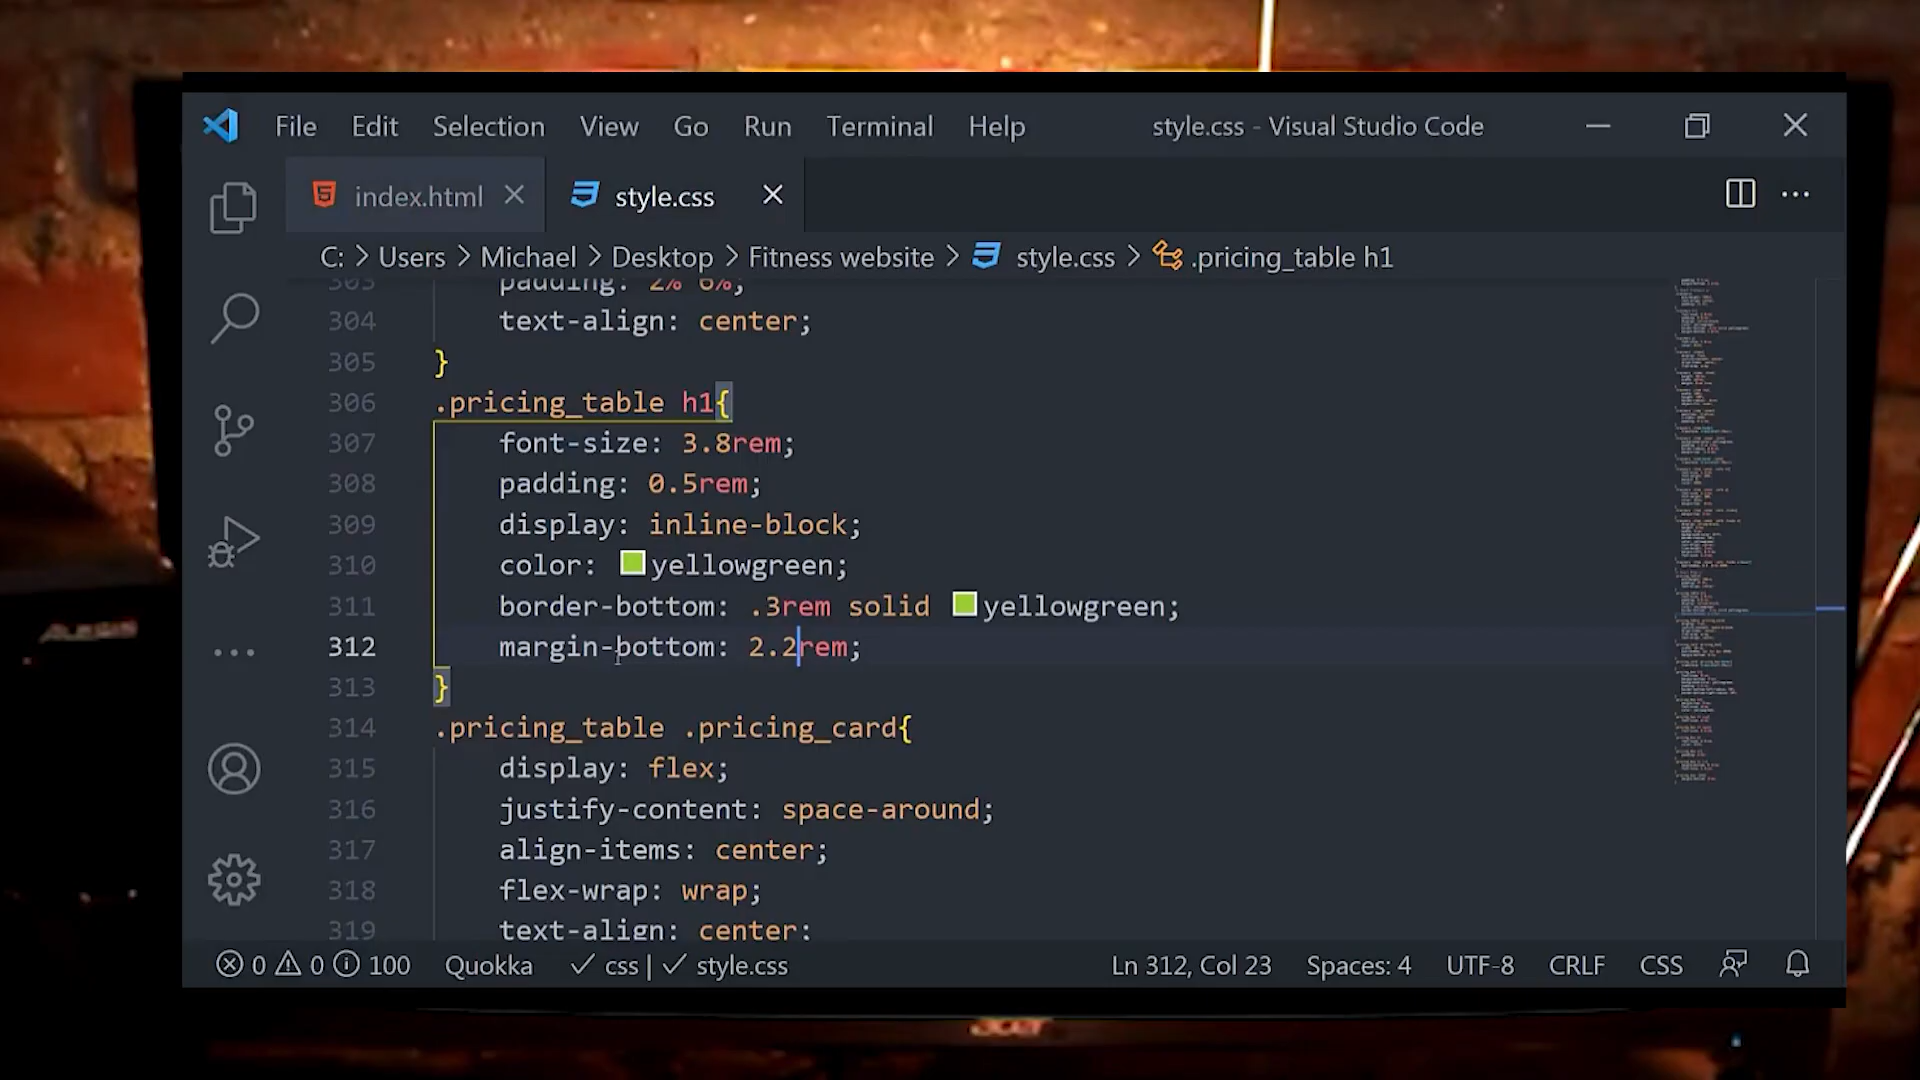 File Edit Selection View Go Run Terminal Help style.css - Visual Studio Code
index.html style.css
C: > Users > Michael > Desktop > Fitness website > style.css > .pricing_table h1
303 padding: 2% 6%;
304 text-align: center;
305 }
306 .pricing_table h1{
307 font-size: 3.8rem;
308 padding: 0.5rem;
309 display: inline-block;
310 color: yellowgreen;
311 border-bottom: .3rem solid yellowgreen;
312 margin-bottom: 2.2rem;
313 }
314 .pricing_table .pricing_card{
315 display: flex;
316 justify-content: space-around;
317 align-items: center;
318 flex-wrap: wrap;
319 text-align: center;
0 0 100 Quokka ✓ css | ✓ style.css Ln 312, Col 23 Spaces: 4 UTF-8 CRLF CSS
acer